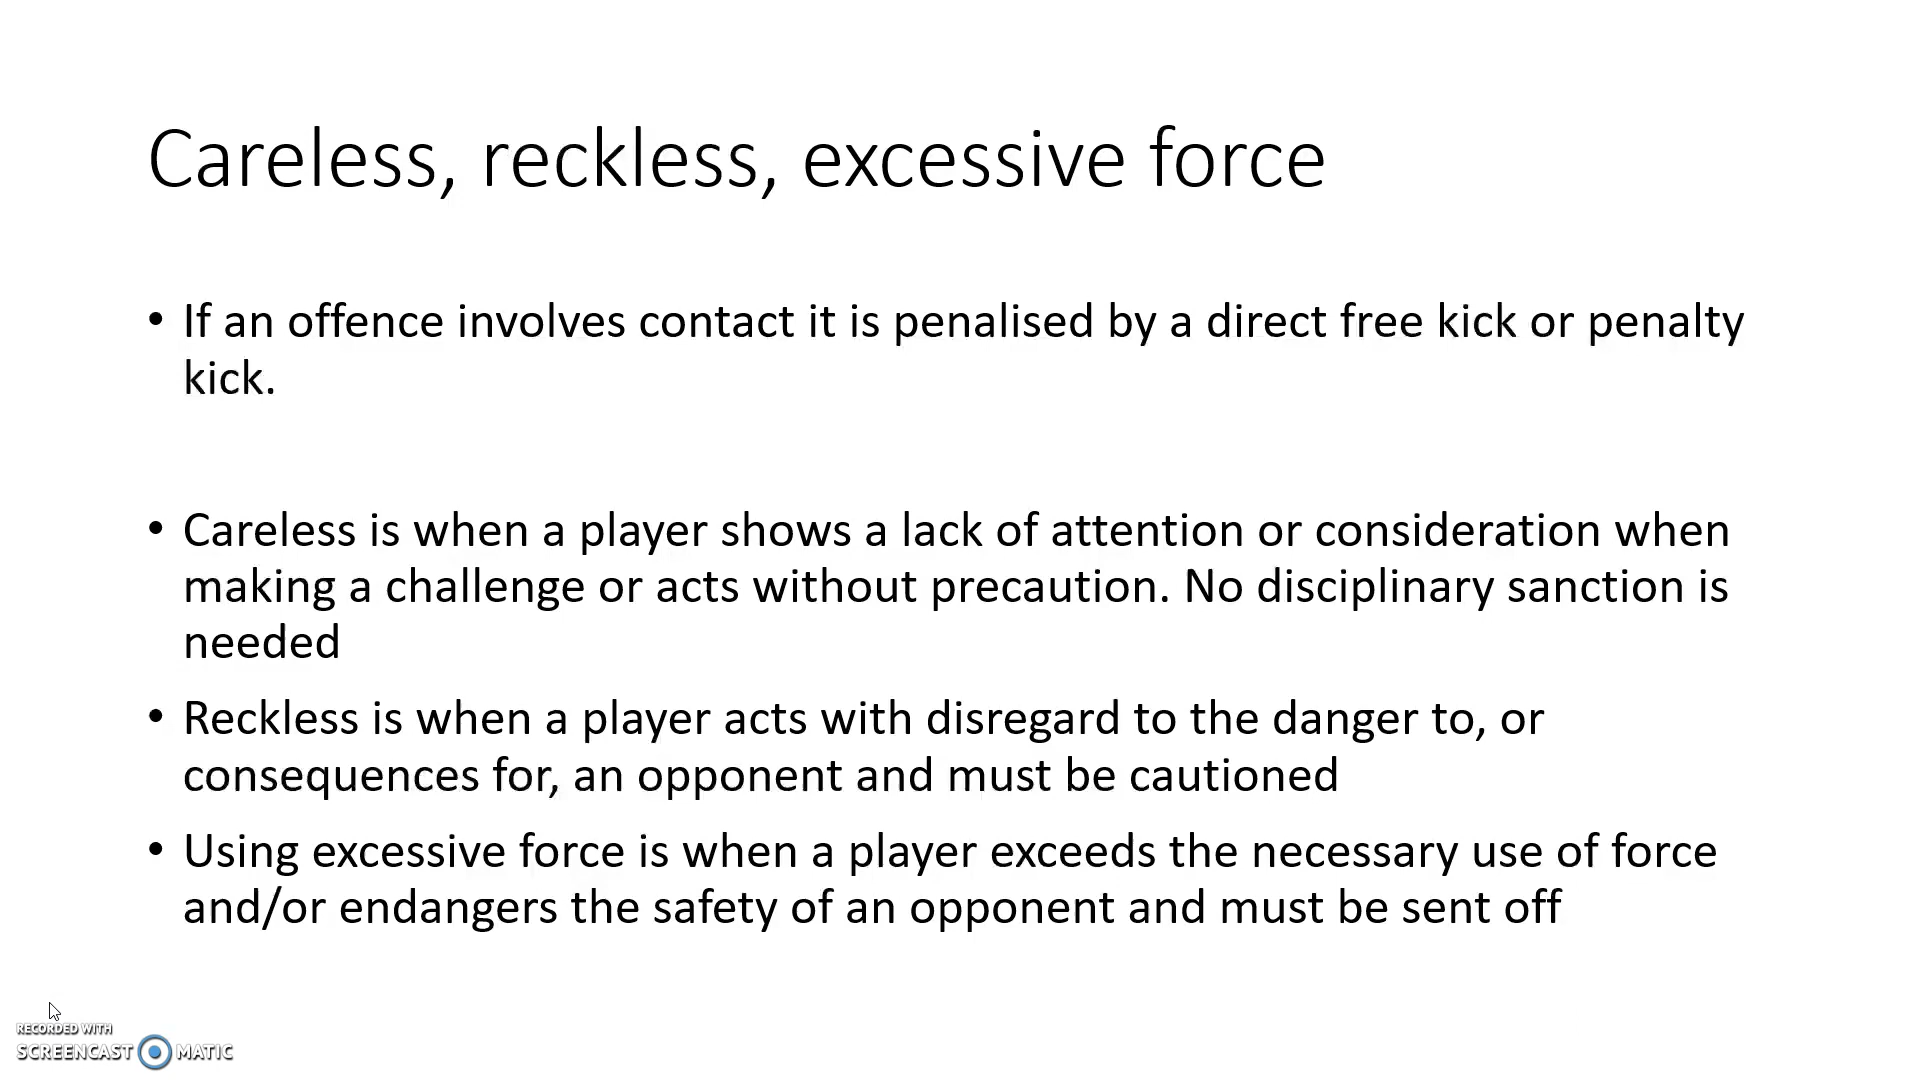 Careless, reckless, excessive force
• If an offence involves contact it is penalised by a direct free kick or penalty
kick.
• Careless is when a player shows a lack of attention or consideration when
making a challenge or acts without precaution. No disciplinary sanction is
needed
• Reckless is when a player acts with disregard to the danger to, or
consequences for, an opponent and must be cautioned
• Using excessive force is when a player exceeds the necessary use of force
and/or endangers the safety of an opponent and must be sent off
RECORDED WITH
SCREENCAST MATIC